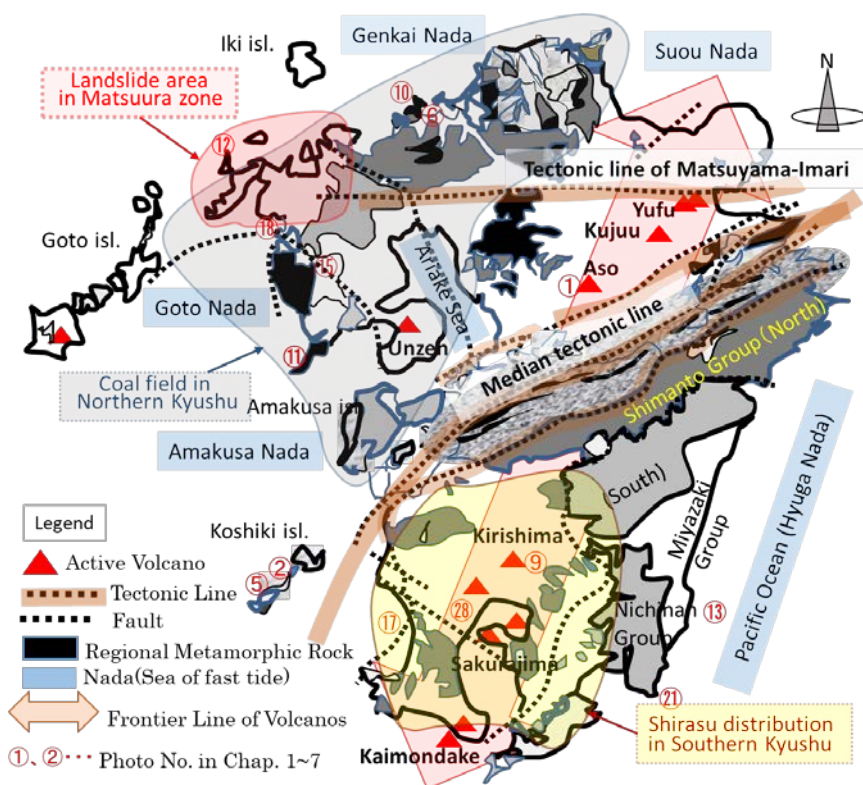 Iki isl.
Genkai Nada
Suou Nada
N
Landslide area
in Matsuura zone
⑩
⑥
⑫
Tectonic line of Matsuyama-Imari
Yufu
Kujuu
Goto isl.
⑱
⑮
Ariake Sea
Aso
①
Goto Nada
Unzen
Median tectonic line
Shimanto Group (North)
⑪
Coal field in
Northern Kyushu
Amakusa isl
Amakusa Nada
(South)
Miyazaki
Group
Pacific Ocean (Hyuga Nada)
Legend
Koshiki isl.
②
⑤
Kirishima
⑨
Active Volcano
Tectonic Line
Fault
㉘
⑰
Nichinan
Group
⑬
Regional Metamorphic Rock
Sakurajima
Nada(Sea of fast tide)
㉑
Frontier Line of Volcanos
Shirasu distribution
in Southern Kyushu
Kaimondake
①、②··· Photo No. in Chap. 1~7